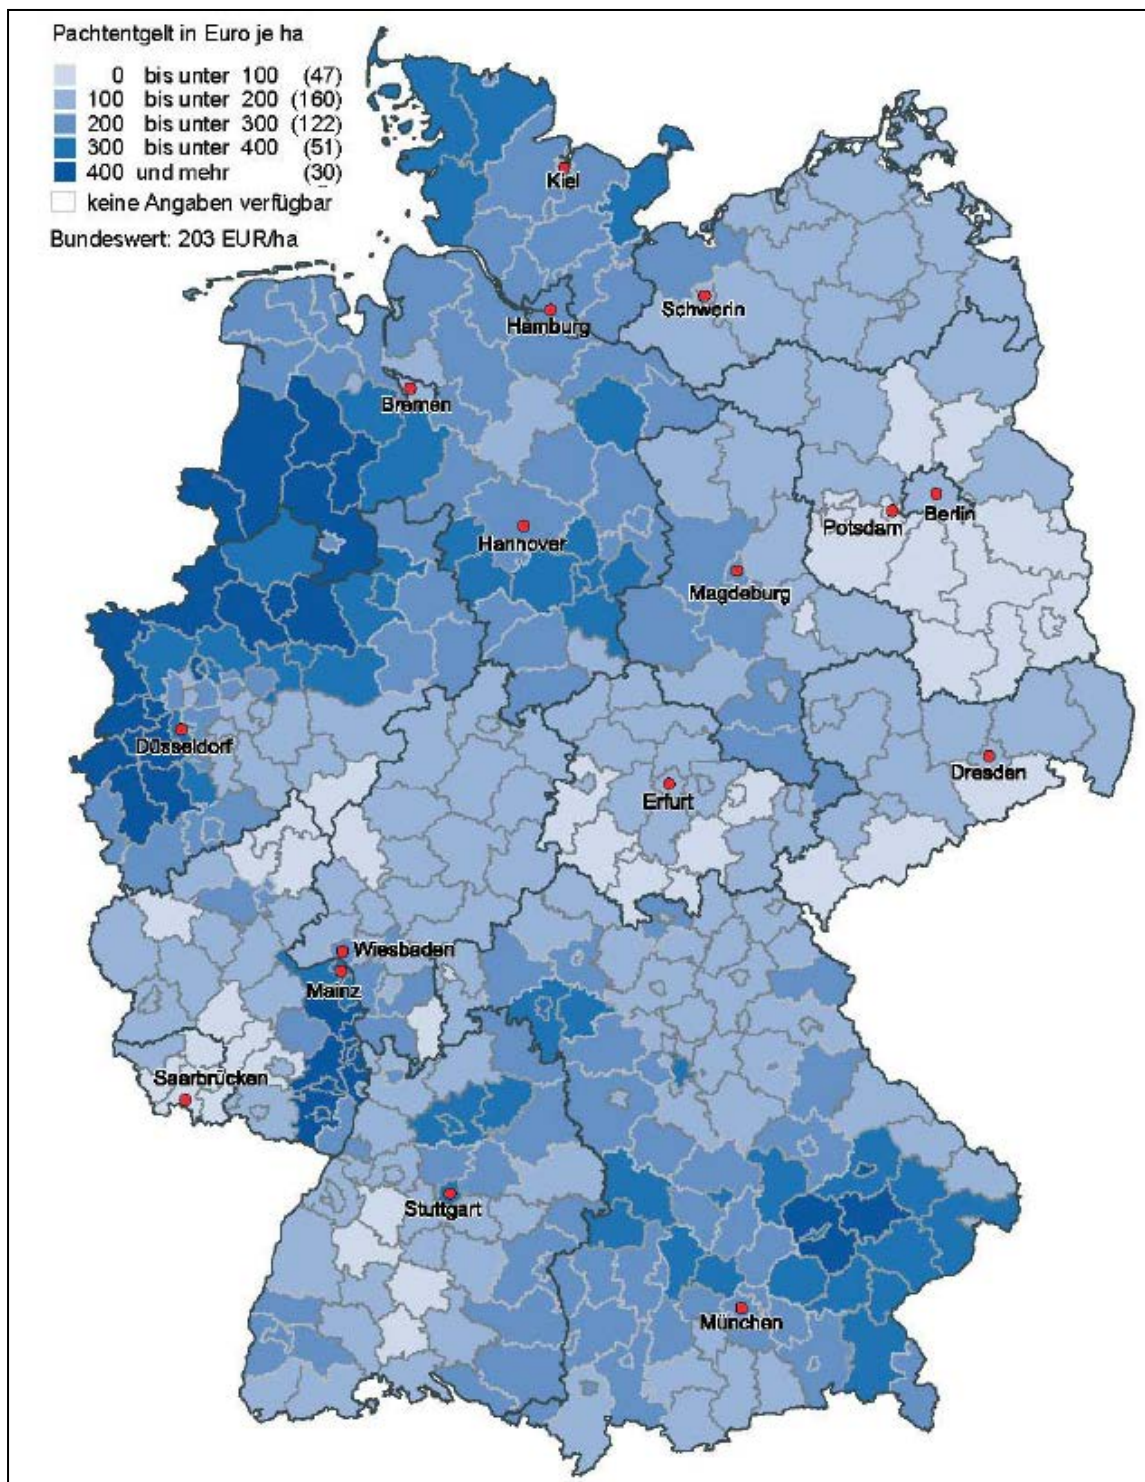 Pachtentgelt in Euro je ha
0 bis unter 100 (47)
100 bis unter 200 (160)
200 bis unter 300 (122)
300 bis unter 400 (51)
400 und mehr (30)
keine Angaben verfügbar
Bundeswert: 203 EUR/ha
Kiel
Schwerin
Hamburg
Bremen
Berlin
Potsdam
Hannover
Magdeburg
Düsseldorf
Dresden
Erfurt
Wiesbaden
Mainz
Saarbrücken
Stuttgart
München